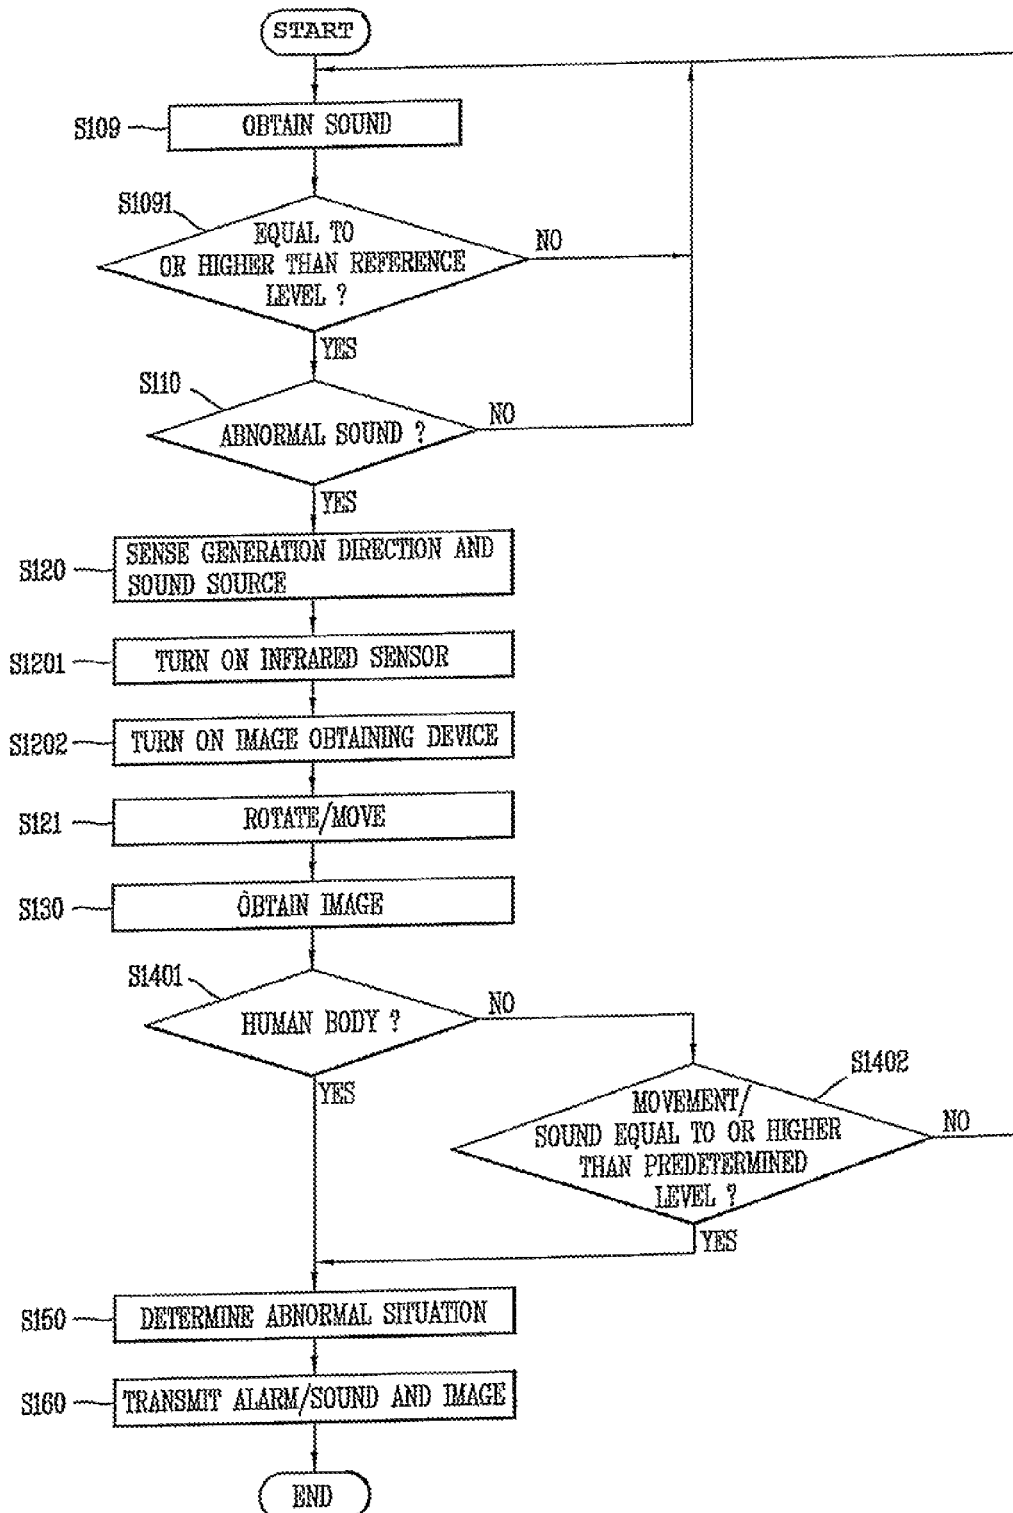 START
S109
OBTAIN SOUND
S1091
EQUAL TO
OR HIGHER THAN REFERENCE
LEVEL ?
NO
YES
S110
ABNORMAL SOUND ?
NO
YES
S120
SENSE GENERATION DIRECTION AND
SOUND SOURCE
S1201
TURN ON INFRARED SENSOR
S1202
TURN ON IMAGE OBTAINING DEVICE
S121
ROTATE/MOVE
S130
OBTAIN IMAGE
S1401
HUMAN BODY ?
NO
YES
S1402
MOVEMENT/
SOUND EQUAL TO OR HIGHER
THAN PREDETERMINED
LEVEL ?
NO
YES
S150
DETERMINE ABNORMAL SITUATION
S160
TRANSMIT ALARM/SOUND AND IMAGE
END